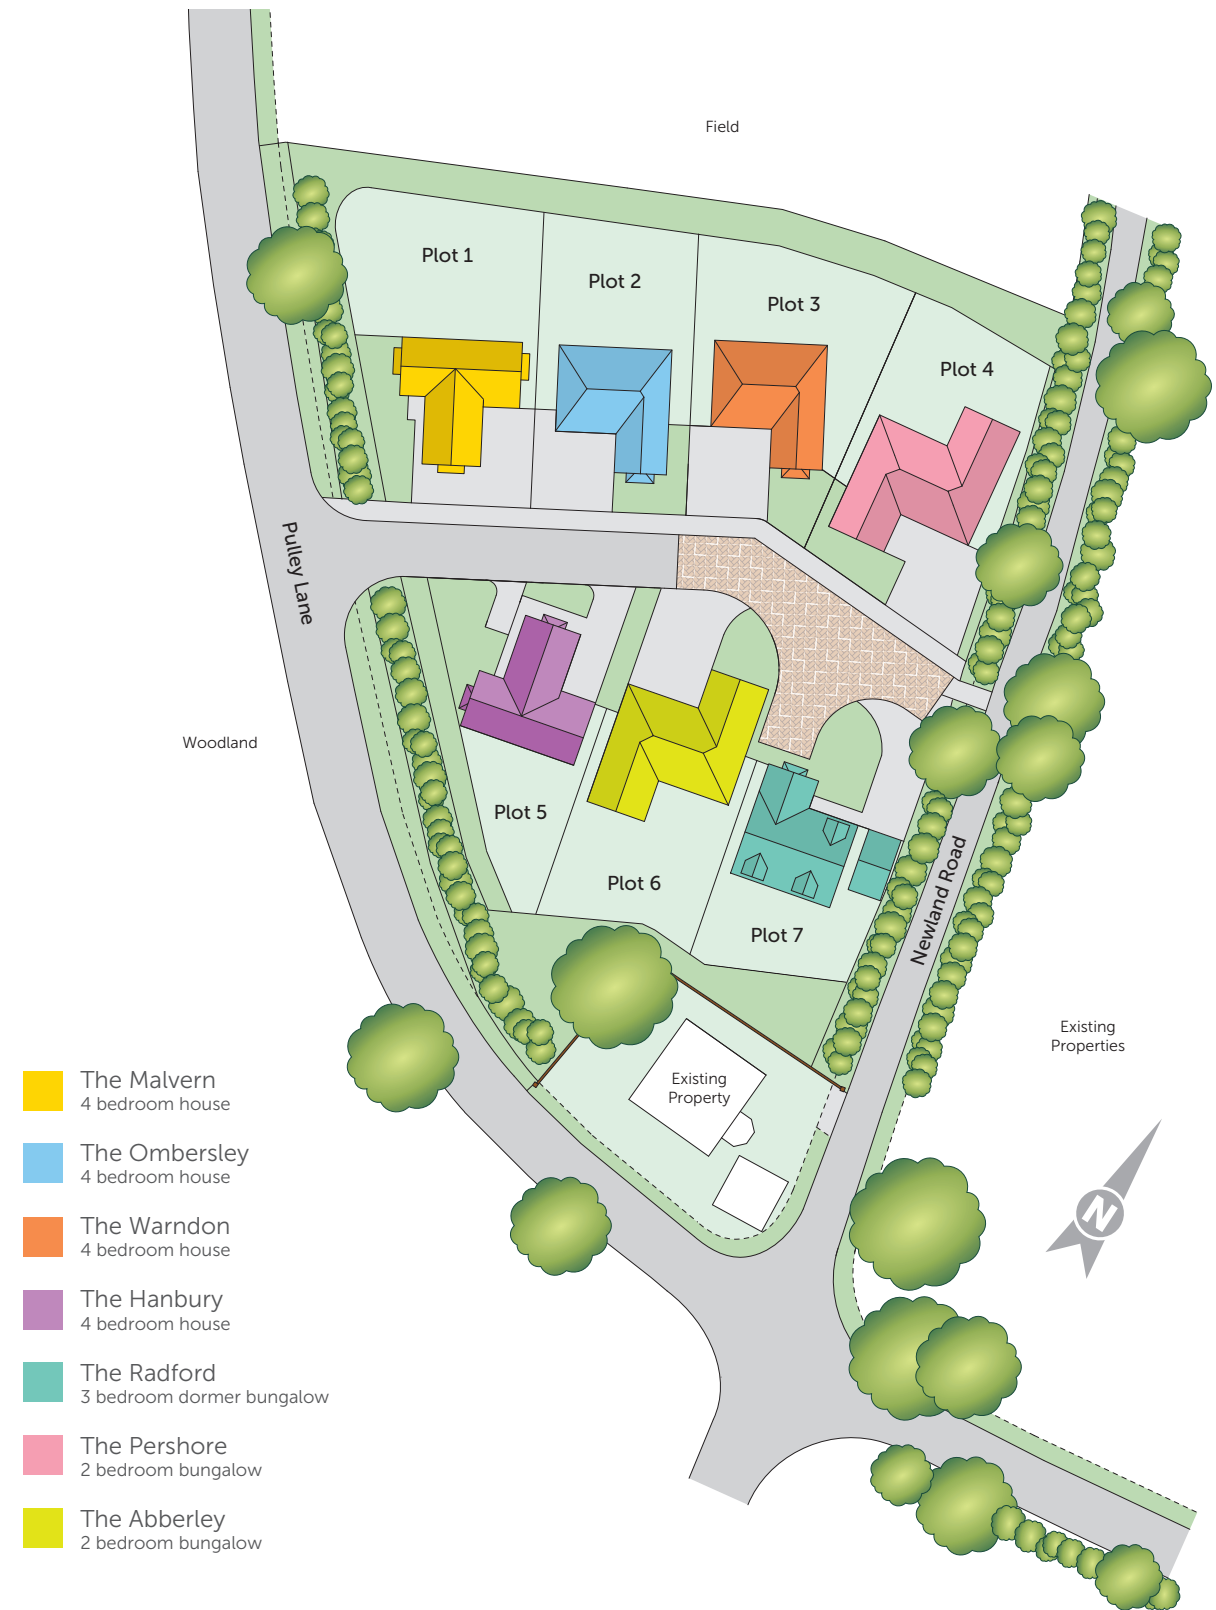 Field
Plot 1
Plot 2
Plot 3
Plot 4
Pulley Lane
Woodland
Plot 5
Plot 6
Plot 7
Newland Road
Existing
Properties
Existing
Property
N
The Malvern
4 bedroom house
The Ombersley
4 bedroom house
The Warndon
4 bedroom house
The Hanbury
4 bedroom house
The Radford
3 bedroom dormer bungalow
The Pershore
2 bedroom bungalow
The Abberley
2 bedroom bungalow